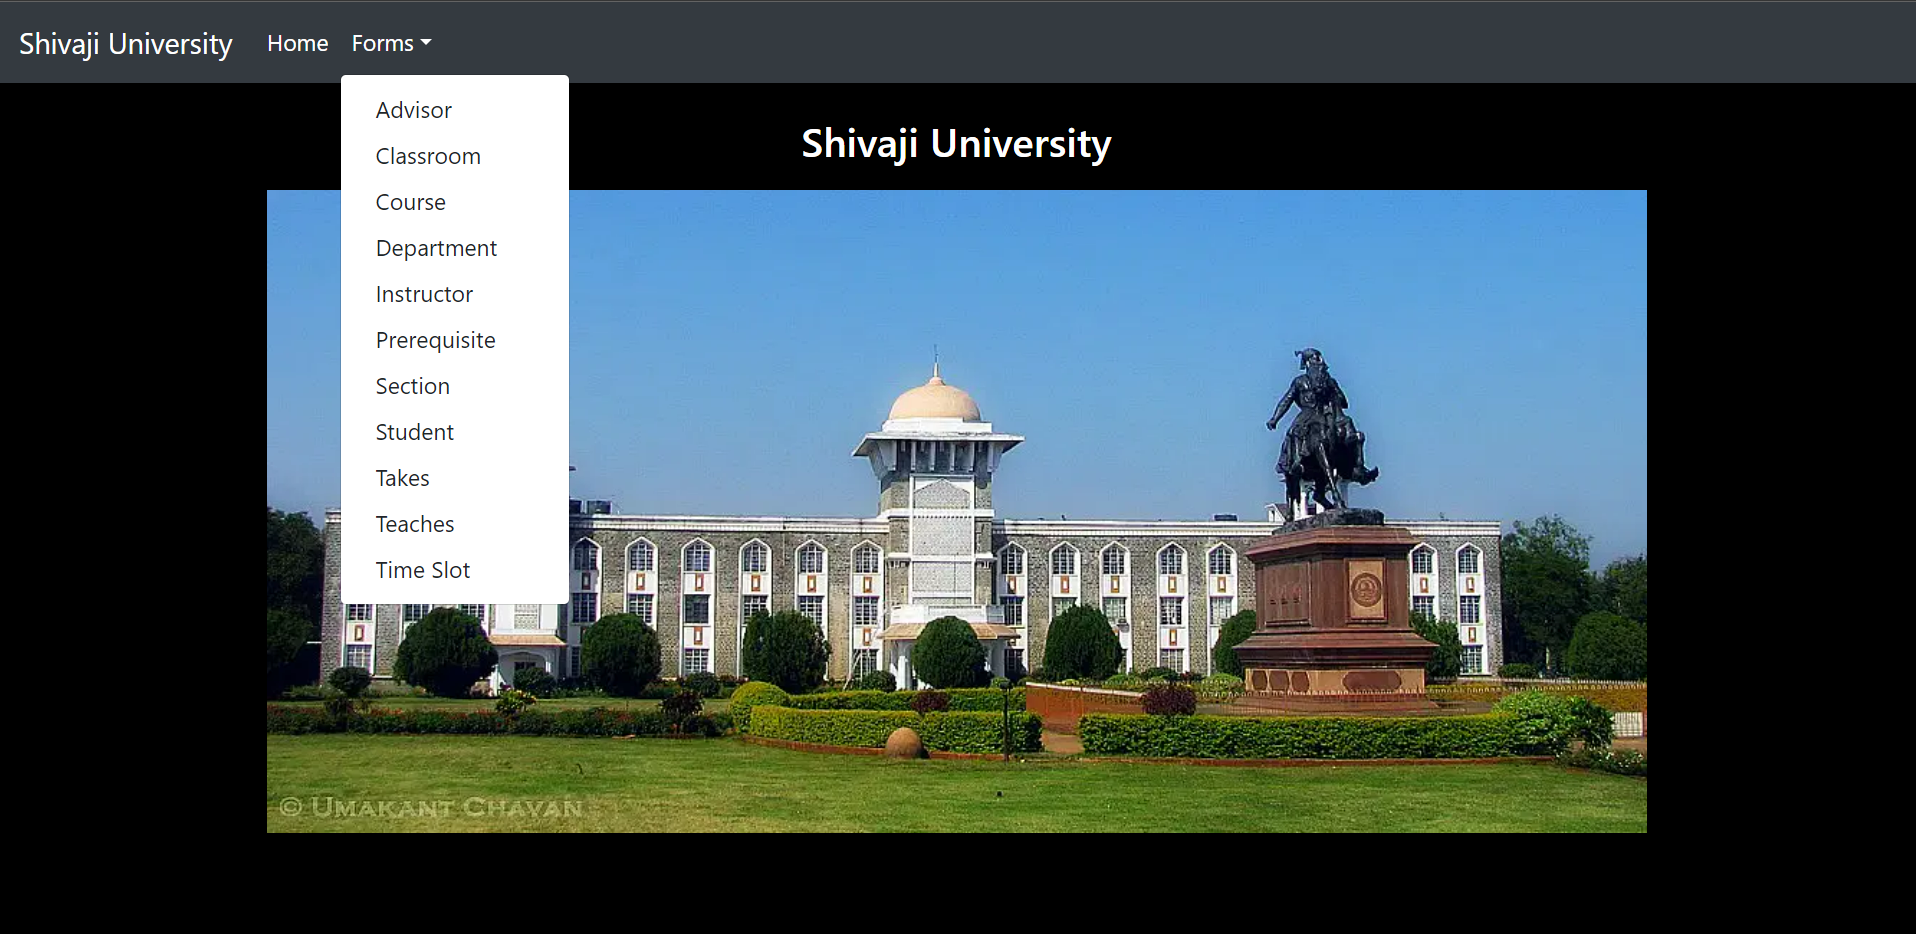 Shivaji University Home Forms
Advisor
Classroom
Course
Department
Instructor
Prerequisite
Section
Student
Takes
Teaches
Time Slot
Shivaji University
© Umakant Chavan